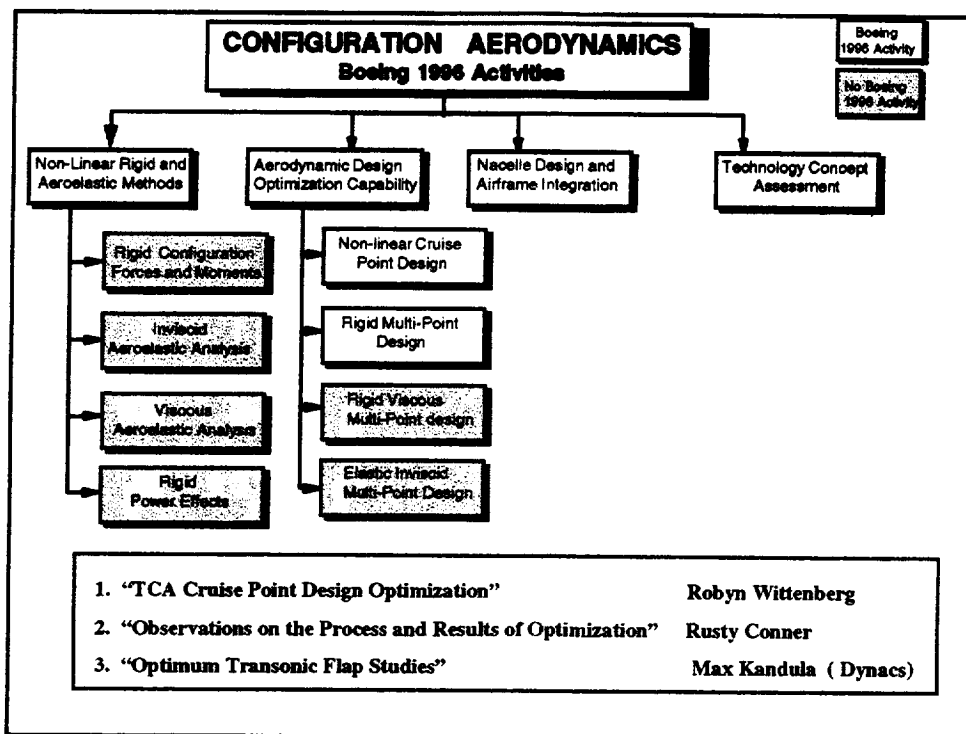 CONFIGURATION AERODYNAMICS
Boeing 1996 Activities
Boeing
1996 Activity
No Boeing
1996 Activity
Non-Linear Rigid and
Aeroelastic Methods
Aerodynamic Design
Optimization Capability
Nacelle Design and
Airframe Integration
Technology Concept
Assessment
Rigid Configuration
Forces and Moments
Inviscid
Aeroelastic Analysis
Viscous
Aeroelastic Analysis
Rigid
Power Effects
Non-linear Cruise
Point Design
Rigid Multi-Point
Design
Rigid Viscous
Multi-Point design
Elastic Inviscid
Multi-Point Design
1. “TCA Cruise Point Design Optimization” Robyn Wittenberg
2. “Observations on the Process and Results of Optimization” Rusty Conner
3. “Optimum Transonic Flap Studies” Max Kandula ( Dynacs)